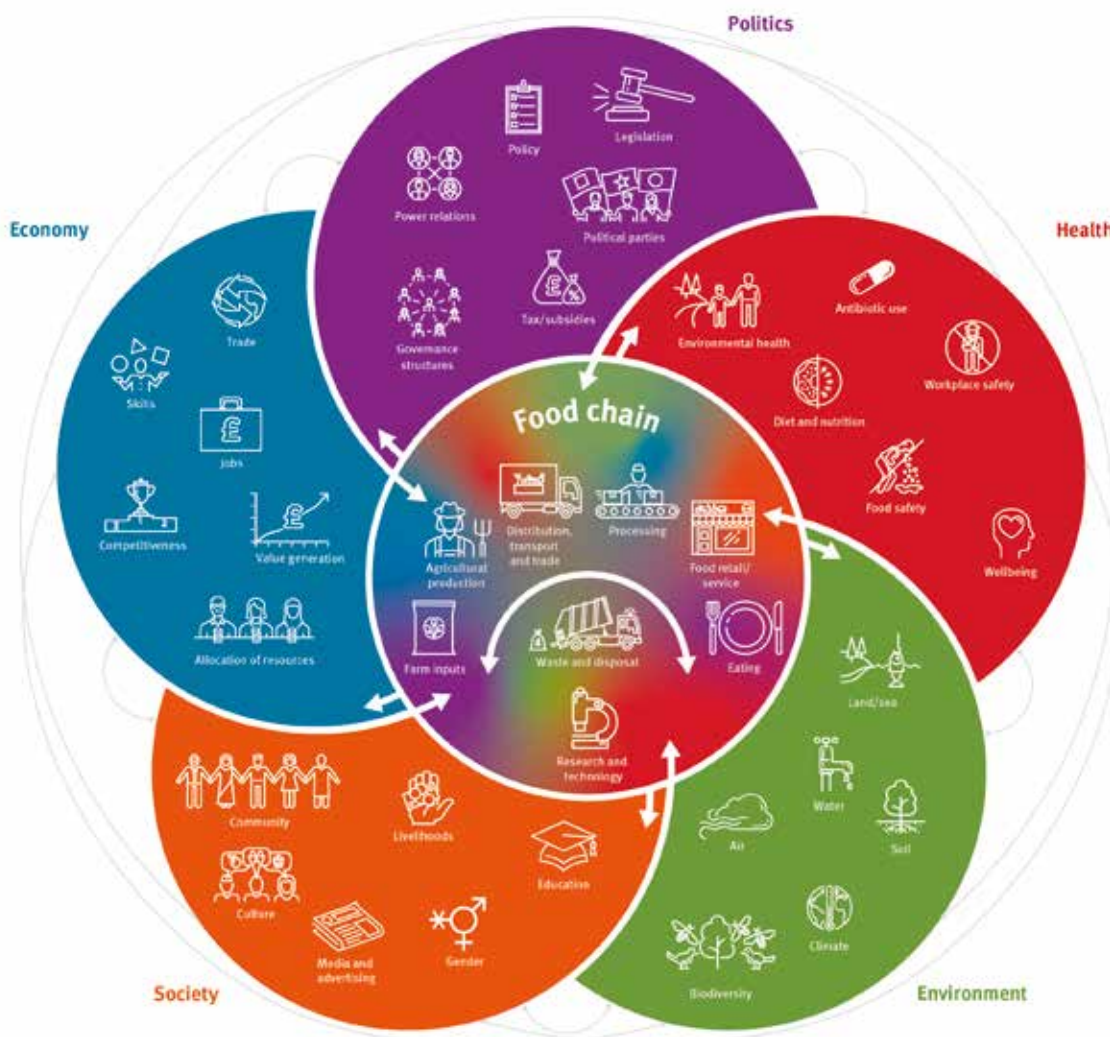 Politics
Policy
Legislation
Power relations
Political parties
Tax/subsidies
Governance
structures
Economy
Trade
Skills
£
Jobs
Competitiveness
£
Value generation
Allocation of resources
Health
Environmental health
Antibiotic use
Workplace safety
Diet and nutrition
Food safety
Wellbeing
Food chain
Agricultural
production
Distribution,
transport
and trade
Processing
Food retail/
service
Farm inputs
Waste and disposal
Eating
Research and
technology
Society
Community
Livelihoods
Education
Culture
Media and
advertising
Gender
Environment
Land/sea
Water
Air
Soil
Climate
Biodiversity
£
%